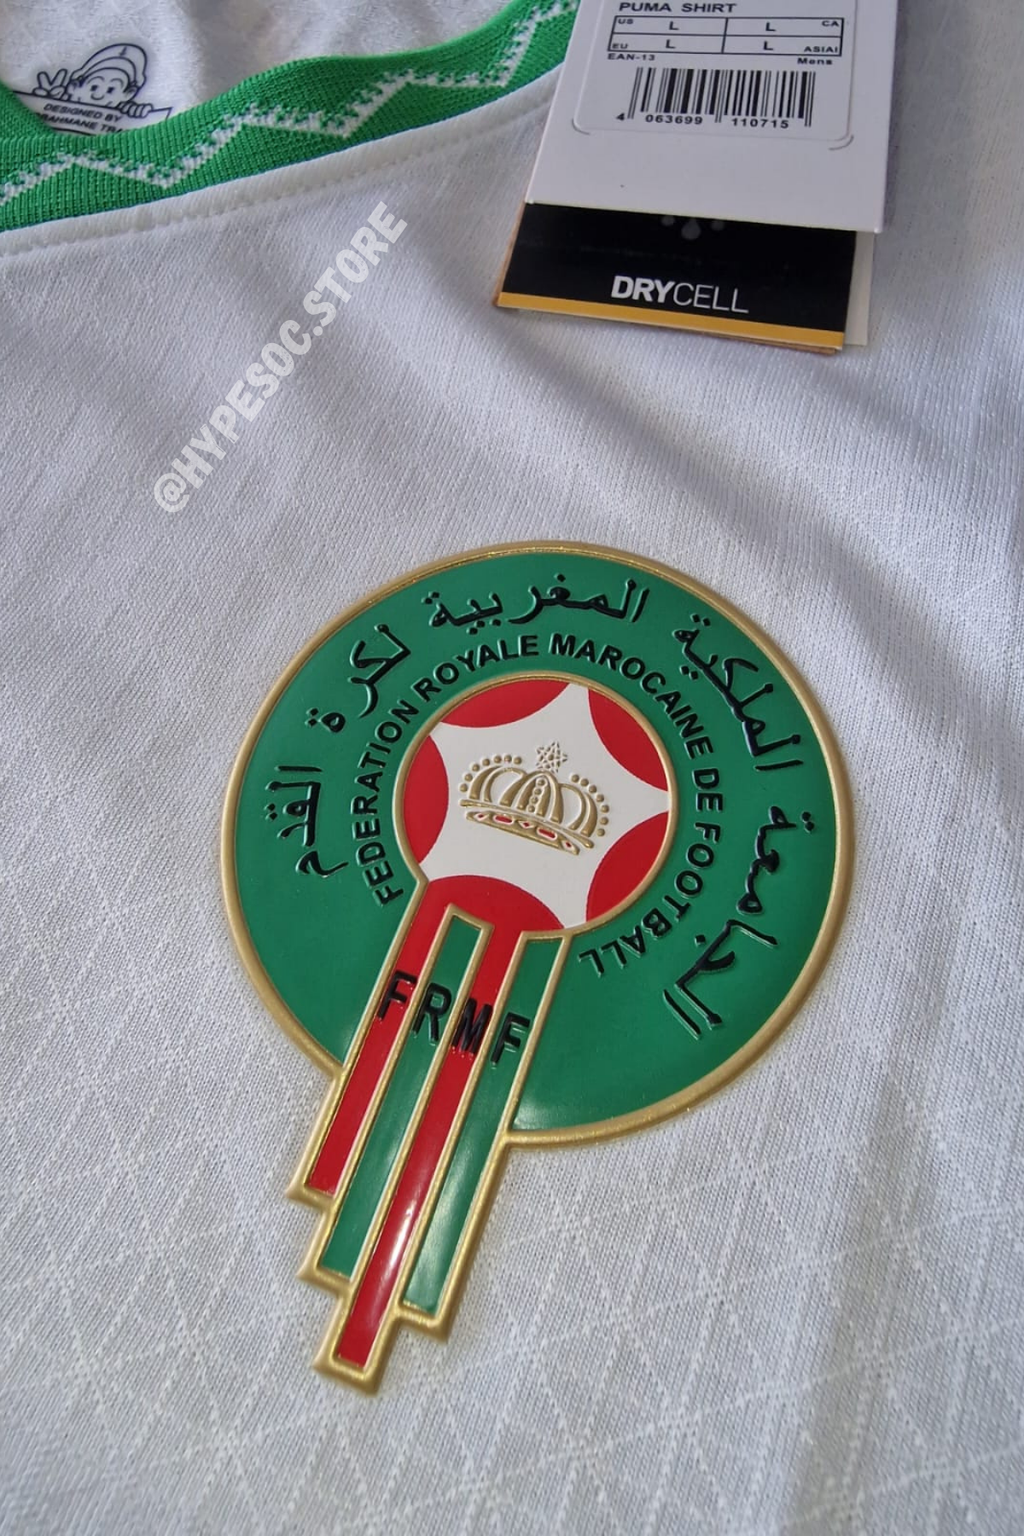 PUMA SHIRT
US L L CA
EU L L ASIA
EAN-13 Mens
4 063699 110715
DESIGNED BY
DRYCELL
@HYPESOC.STORE
الجامعة الملكية المغربية لكرة القدم
FEDERATION ROYALE MAROCAINE DE FOOTBALL
FRMF